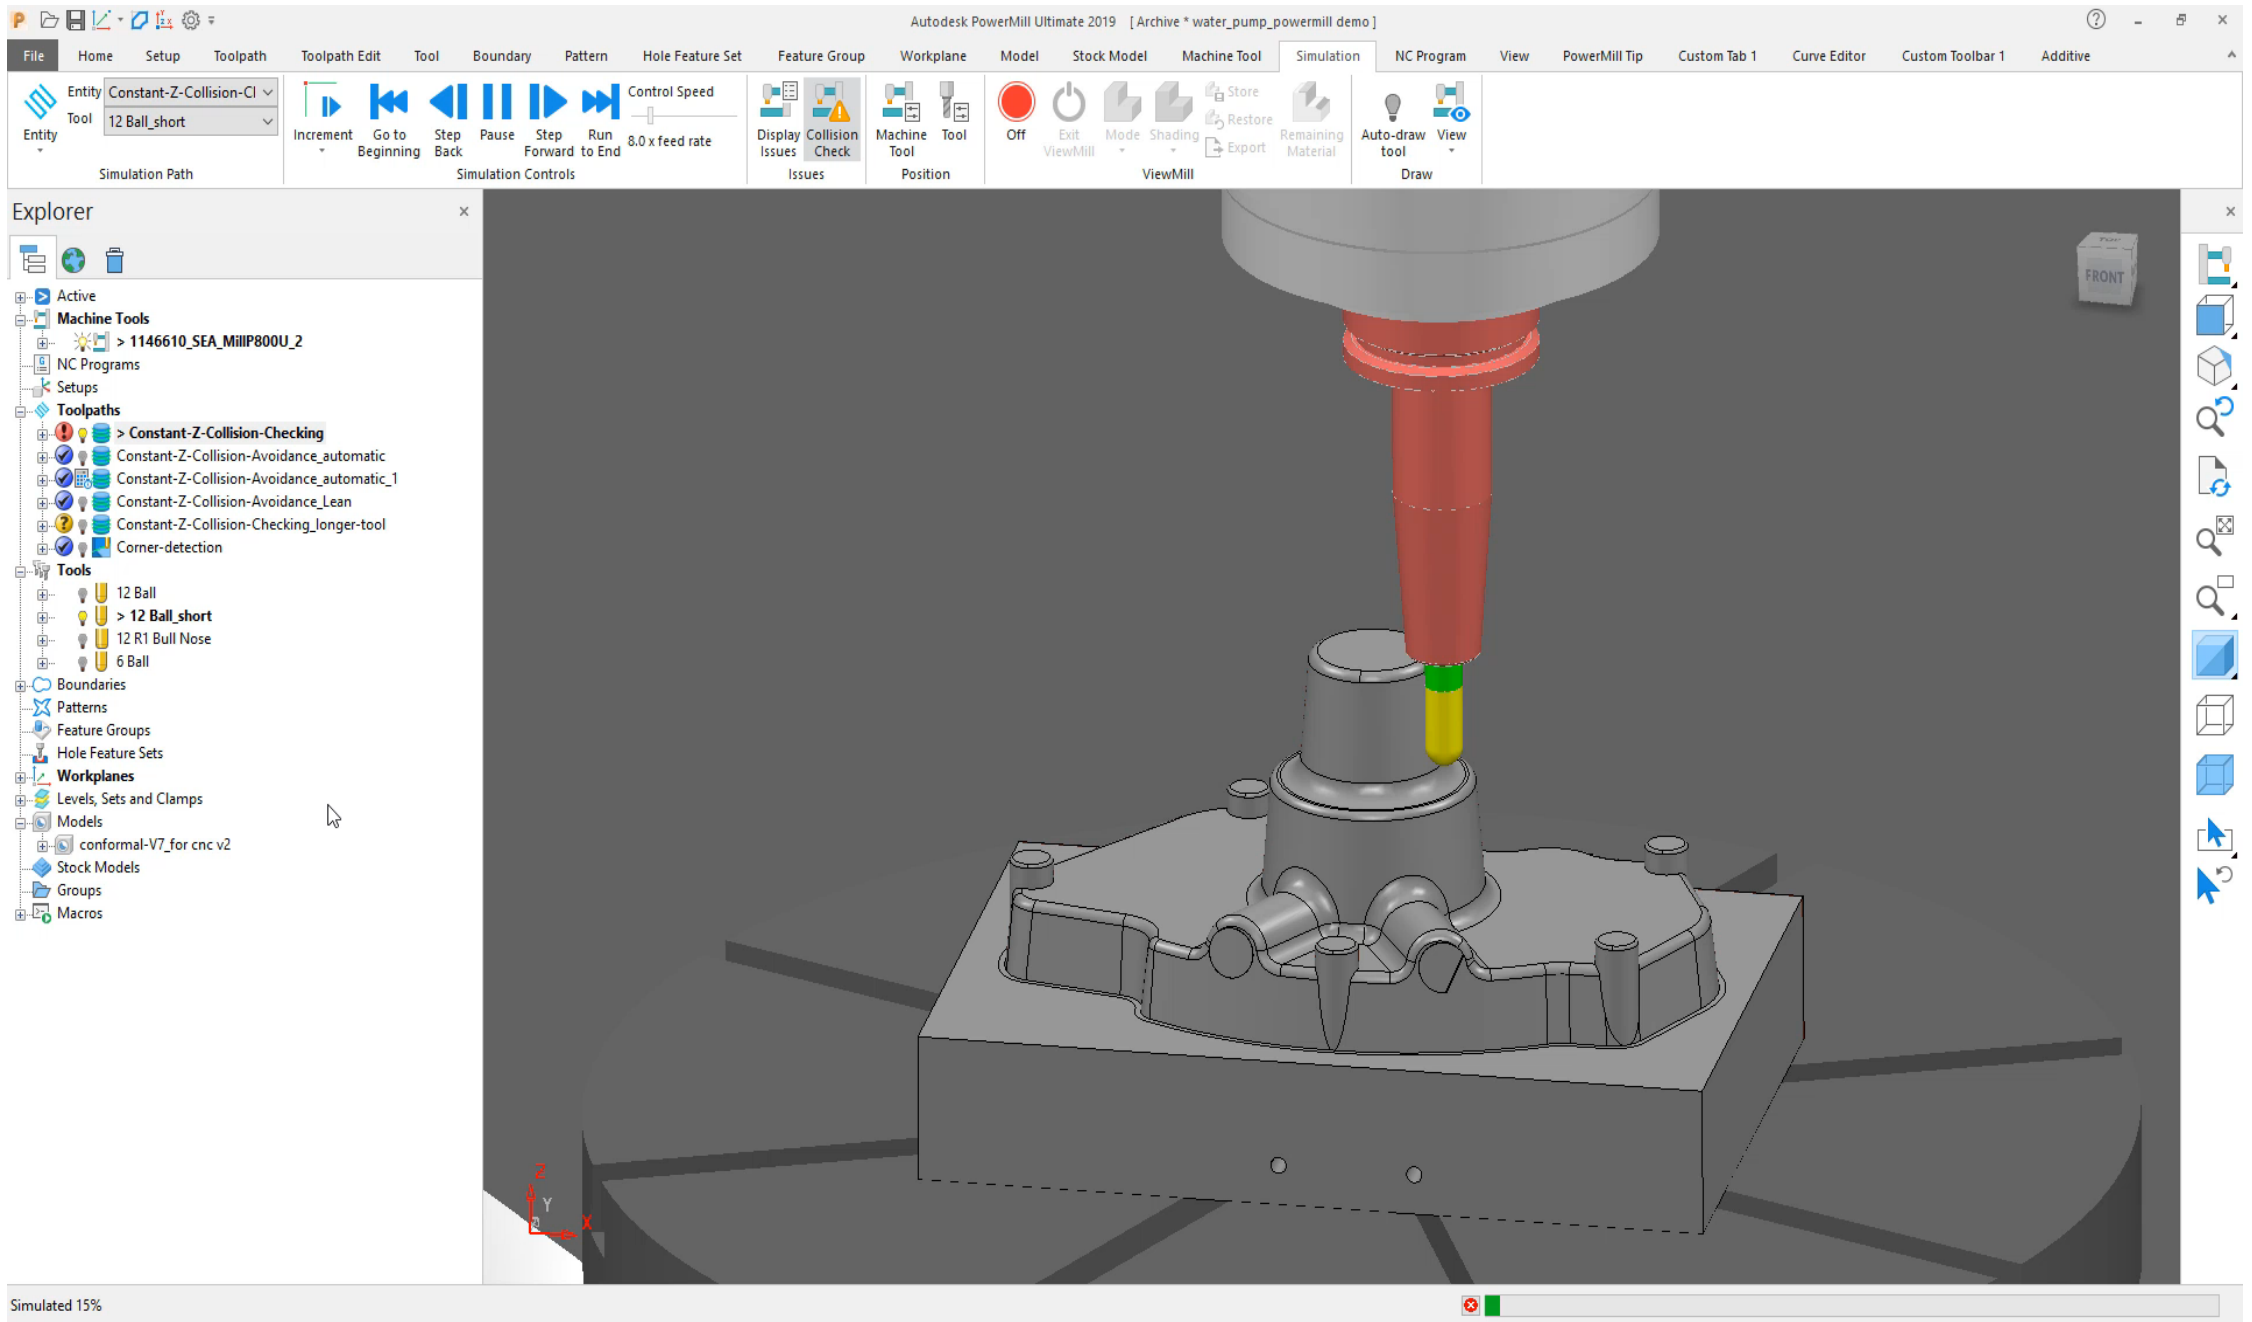 Autodesk PowerMill Ultimate 2019 [ Archive * water_pump_powermill demo ]
File Home Setup Toolpath Toolpath Edit Tool Boundary Pattern Hole Feature Set Feature Group Workplane Model Stock Model Machine Tool Simulation NC Program View PowerMill Tip Custom Tab 1 Curve Editor Custom Toolbar 1 Additive
Entity
Entity Constant-Z-Collision-Cl
Tool 12 Ball_short
Simulation Path
Increment
Go to Beginning
Step Back
Pause
Step Forward
Run to End
Control Speed
8.0 x feed rate
Simulation Controls
Display Issues
Collision Check
Issues
Machine Tool
Tool
Position
Off
Exit ViewMill
Mode
Shading
Store
Restore
Export
Remaining Material
ViewMill
Auto-draw tool
View
Draw
Explorer
Active
Machine Tools
> 1146610_SEA_MillP800U_2
NC Programs
Setups
Toolpaths
> Constant-Z-Collision-Checking
Constant-Z-Collision-Avoidance_automatic
Constant-Z-Collision-Avoidance_automatic_1
Constant-Z-Collision-Avoidance_Lean
Constant-Z-Collision-Checking_longer-tool
Corner-detection
Tools
12 Ball
> 12 Ball_short
12 R1 Bull Nose
6 Ball
Boundaries
Patterns
Feature Groups
Hole Feature Sets
Workplanes
Levels, Sets and Clamps
Models
conformal-V7_for cnc v2
Stock Models
Groups
Macros
TOP
FRONT
Z
Y
X
Simulated 15%